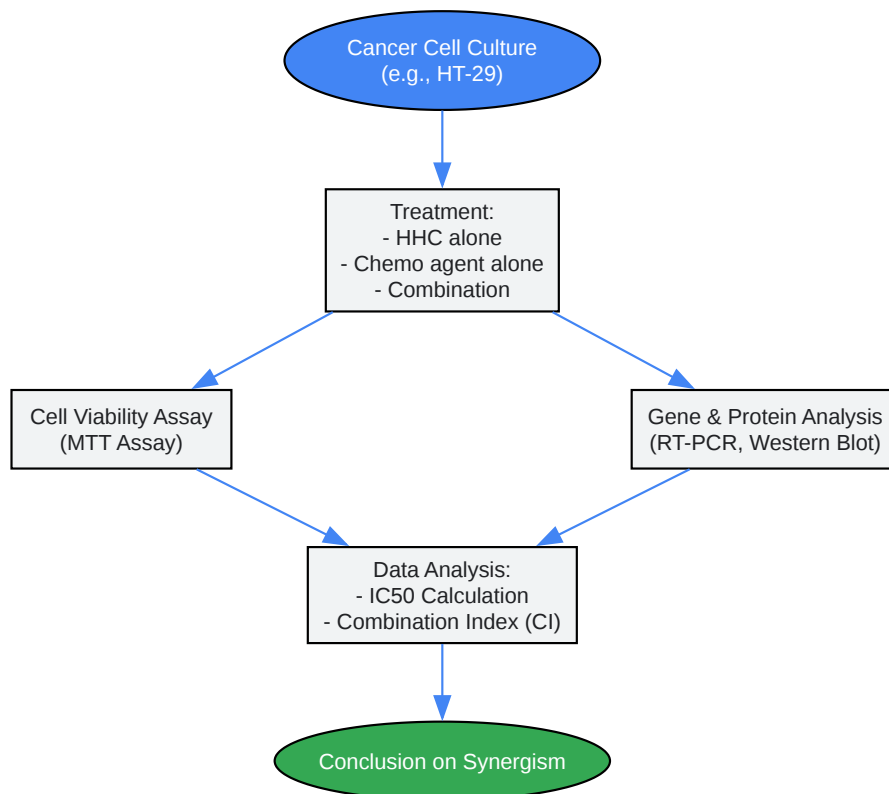 Cancer Cell Culture
(e.g., HT-29)
Treatment:
- HHC alone
- Chemo agent alone
- Combination
Cell Viability Assay
(MTT Assay)
Gene & Protein Analysis
(RT-PCR, Western Blot)
Data Analysis:
- IC50 Calculation
- Combination Index (CI)
Conclusion on Synergism